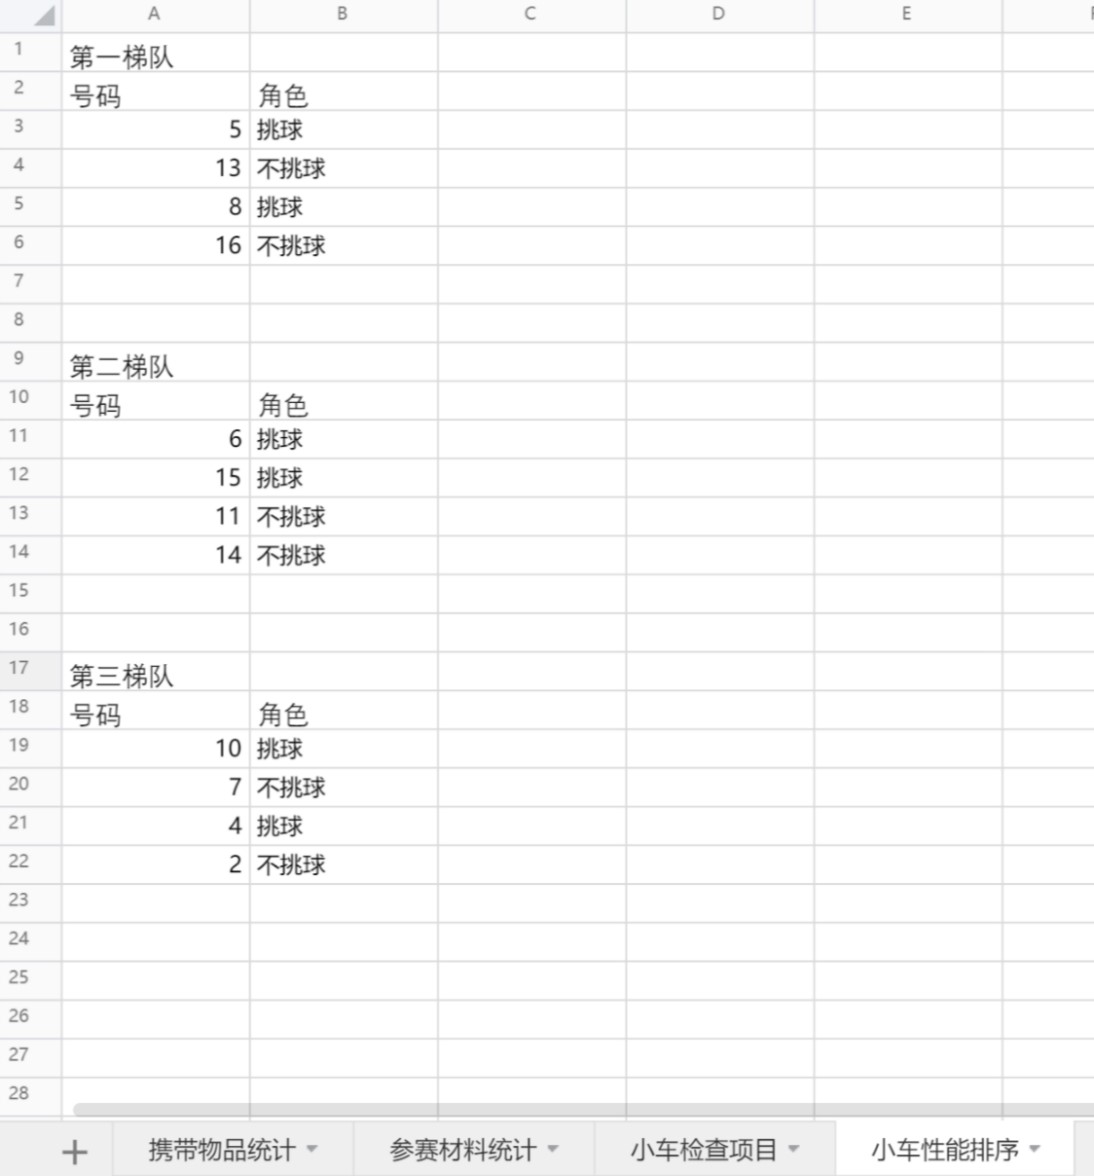 A B C D E
1 第一梯队
2 号码 角色
3 5 挑球
4 13 不挑球
5 8 挑球
6 16 不挑球
7
8
9 第二梯队
10 号码 角色
11 6 挑球
12 15 挑球
13 11 不挑球
14 14 不挑球
15
16
17 第三梯队
18 号码 角色
19 10 挑球
20 7 不挑球
21 4 挑球
22 2 不挑球
23
24
25
26
27
28
携带物品统计 参赛材料统计 小车检查项目 小车性能排序